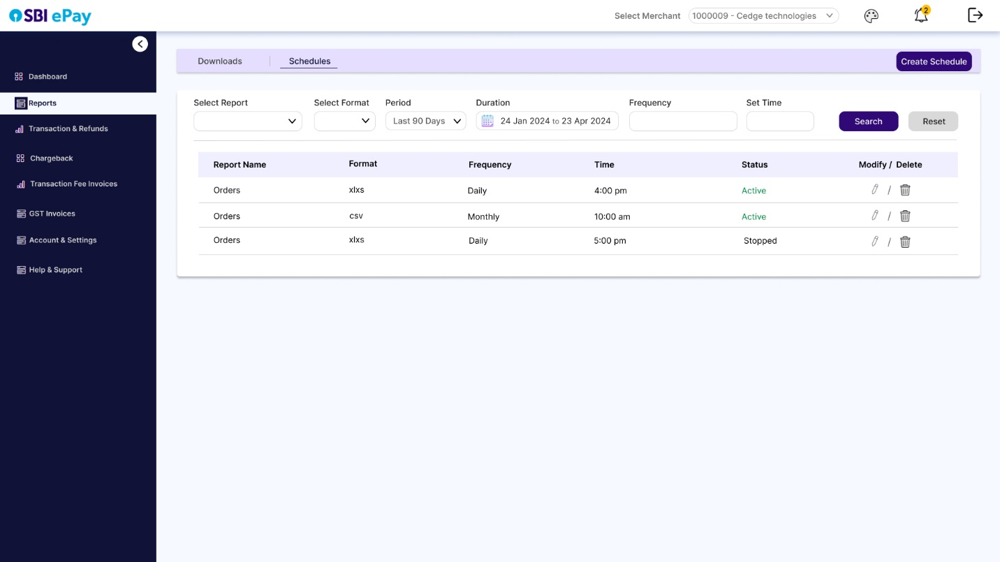 SBI ePay
Select Merchant 1000009 - Cedge technologies 2
Downloads Schedules Create Schedule
Dashboard
Reports
Transaction & Refunds
Chargeback
Transaction Fee Invoices
GST Invoices
Account & Settings
Help & Support
Select Report Select Format Period Duration Frequency Set Time
Last 90 Days 24 Jan 2024 to 23 Apr 2024 Search Reset
Report Name Format Frequency Time Status Modify / Delete
Orders xlxs Daily 4:00 pm Active /
Orders csv Monthly 10:00 am Active /
Orders xlxs Daily 5:00 pm Stopped /